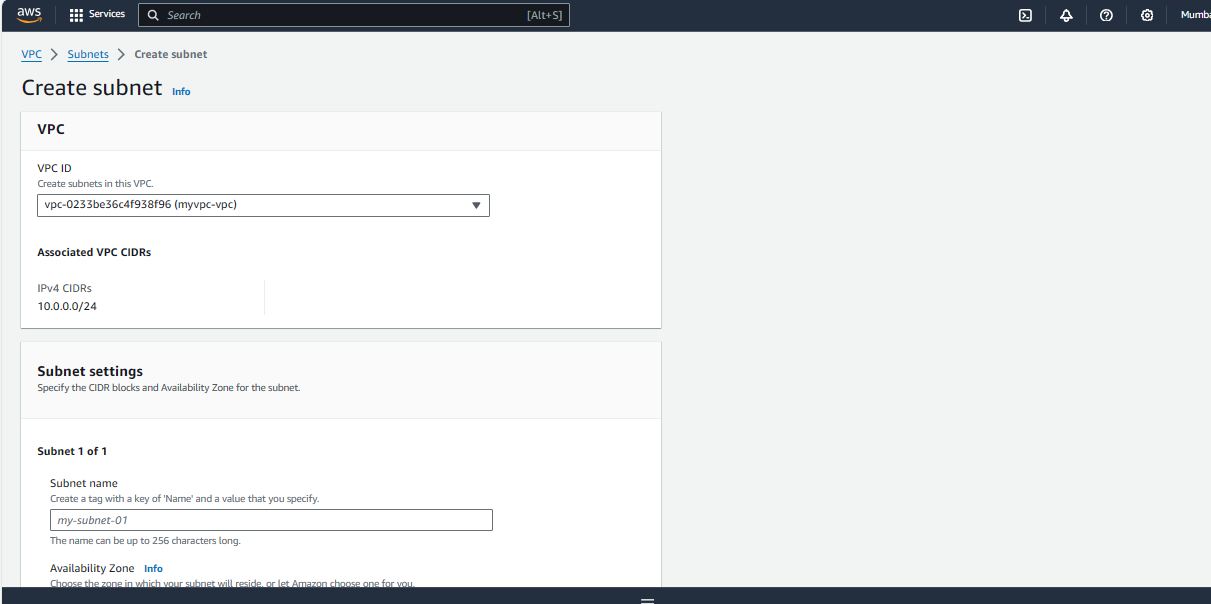 aws Services Search [Alt+S] Mumba
VPC > Subnets > Create subnet
Create subnet Info
VPC
VPC ID
Create subnets in this VPC.
vpc-0233be36c4f938f96 (myvpc-vpc)
Associated VPC CIDRs
IPv4 CIDRs
10.0.0.0/24
Subnet settings
Specify the CIDR blocks and Availability Zone for the subnet.
Subnet 1 of 1
Subnet name
Create a tag with a key of 'Name' and a value that you specify.
my-subnet-01
The name can be up to 256 characters long.
Availability Zone Info
Choose the zone in which your subnet will reside, or let Amazon choose one for you.